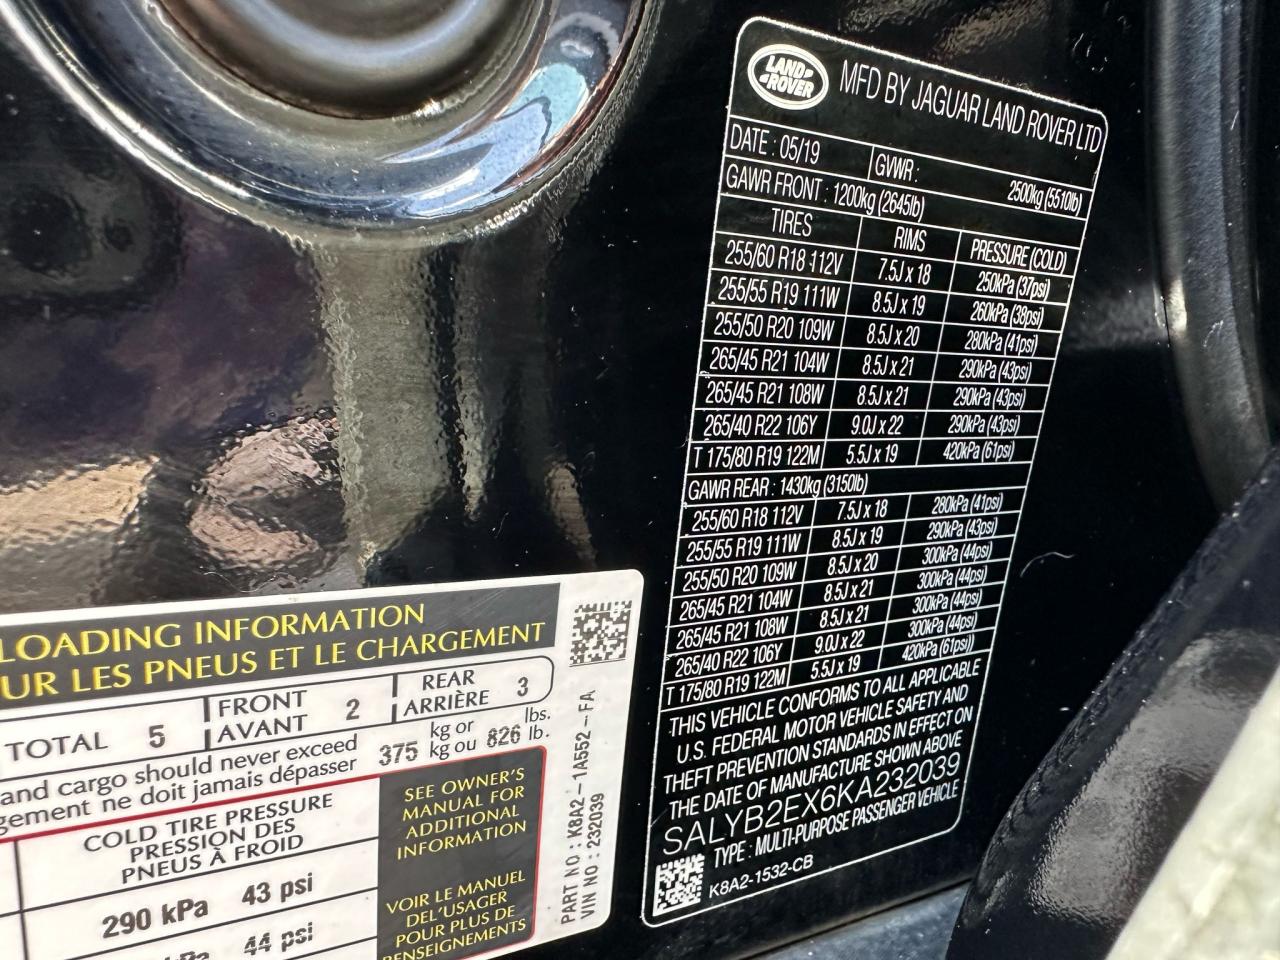 LAND ROVER
MFD BY JAGUAR LAND ROVER LTD
DATE : 05/19 GVWR : 2500kg (5510lb)
GAWR FRONT : 1200kg (2645lb)
TIRES RIMS PRESSURE (COLD)
255/60 R18 112V 7.5J x 18 250kPa (37psi)
255/55 R19 111W 8.5J x 19 260kPa (38psi)
255/50 R20 109W 8.5J x 20 280kPa (41psi)
265/45 R21 104W 8.5J x 21 290kPa (43psi)
265/45 R21 108W 8.5J x 21 290kPa (43psi)
265/40 R22 106Y 9.0J x 22 290kPa (43psi)
T 175/80 R19 122M 5.5J x 19 420kPa (61psi)
GAWR REAR : 1430kg (3150lb)
255/60 R18 112V 7.5J x 18 280kPa (41psi)
255/55 R19 111W 8.5J x 19 290kPa (43psi)
255/50 R20 109W 8.5J x 20 300kPa (44psi)
265/45 R21 104W 8.5J x 21 300kPa (44psi)
265/45 R21 108W 8.5J x 21 300kPa (44psi)
265/40 R22 106Y 9.0J x 22 300kPa (44psi)
T 175/80 R19 122M 5.5J x 19 420kPa (61psi))
THIS VEHICLE CONFORMS TO ALL APPLICABLE
U.S. FEDERAL MOTOR VEHICLE SAFETY AND
THEFT PREVENTION STANDARDS IN EFFECT ON
THE DATE OF MANUFACTURE SHOWN ABOVE
SALYB2EX6KA232039
TYPE : MULTI-PURPOSE PASSENGER VEHICLE
K8A2-1532-CB
LOADING INFORMATION
UR LES PNEUS ET LE CHARGEMENT
TOTAL 5 FRONT AVANT 2 REAR ARRIÈRE 3
and cargo should never exceed 375 kg or 826 lbs.
gement ne doit jamais dépasser kg ou lb.
COLD TIRE PRESSURE
PRESSION DES
PNEUS À FROID
290 kPa 43 psi
kPa 44 psi
SEE OWNER'S
MANUAL FOR
ADDITIONAL
INFORMATION
VOIR LE MANUEL
DE L'USAGER
POUR PLUS DE
RENSEIGNEMENTS
PART NO : K8A2 - 1A552 - FA
VIN NO : 232039